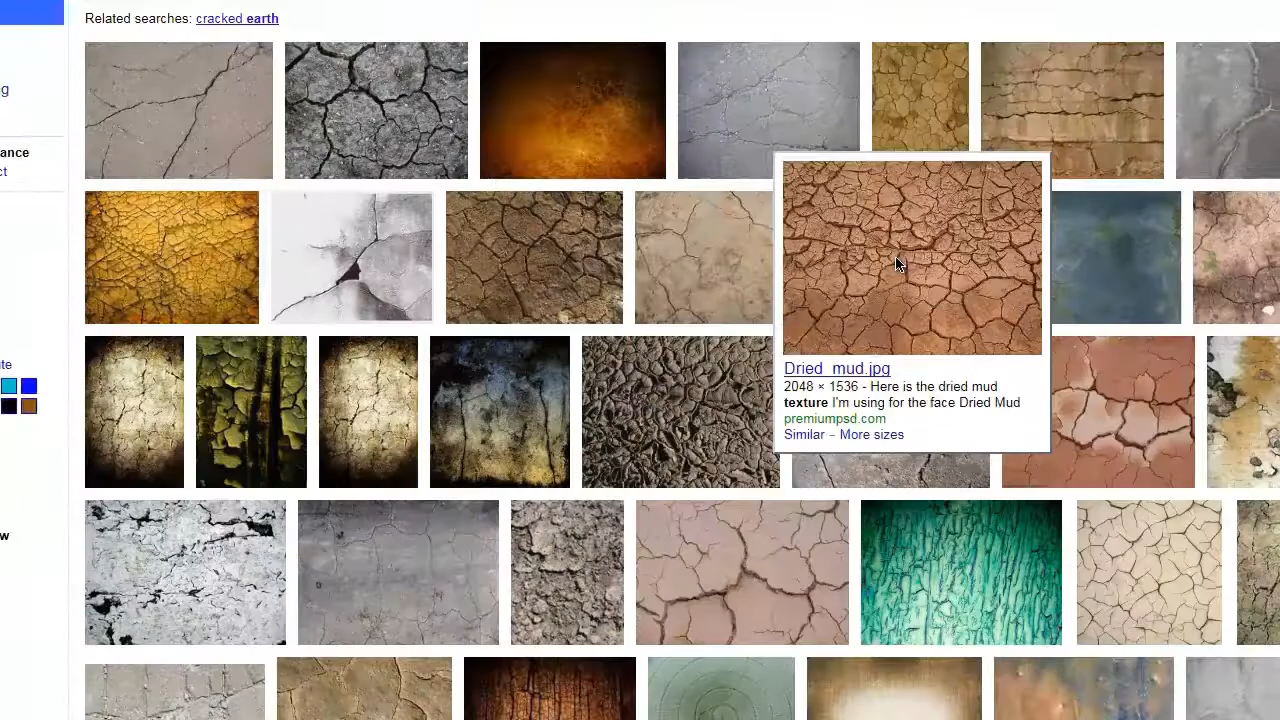 Related searches: cracked earth
g
ance
ct
ite
w
Dried_mud.jpg
2048 × 1536 - Here is the dried mud
texture I'm using for the face Dried Mud
premiumpsd.com
Similar - More sizes